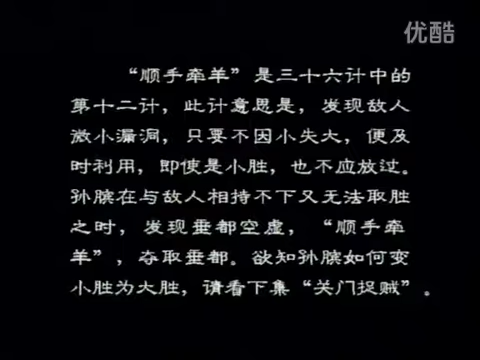 优酷
“顺手牵羊”是三十六计中的
第十二计，此计意思是，发现敌人
微小漏洞，只要不因小失大，便及
时利用，即使是小胜，也不应放过。
孙膑在与敌人相持不下又无法取胜
之时，发现垂都空虚，“顺手牵
羊”，夺取垂都。欲知孙膑如何变
小胜为大胜，请看下集“关门捉贼”。